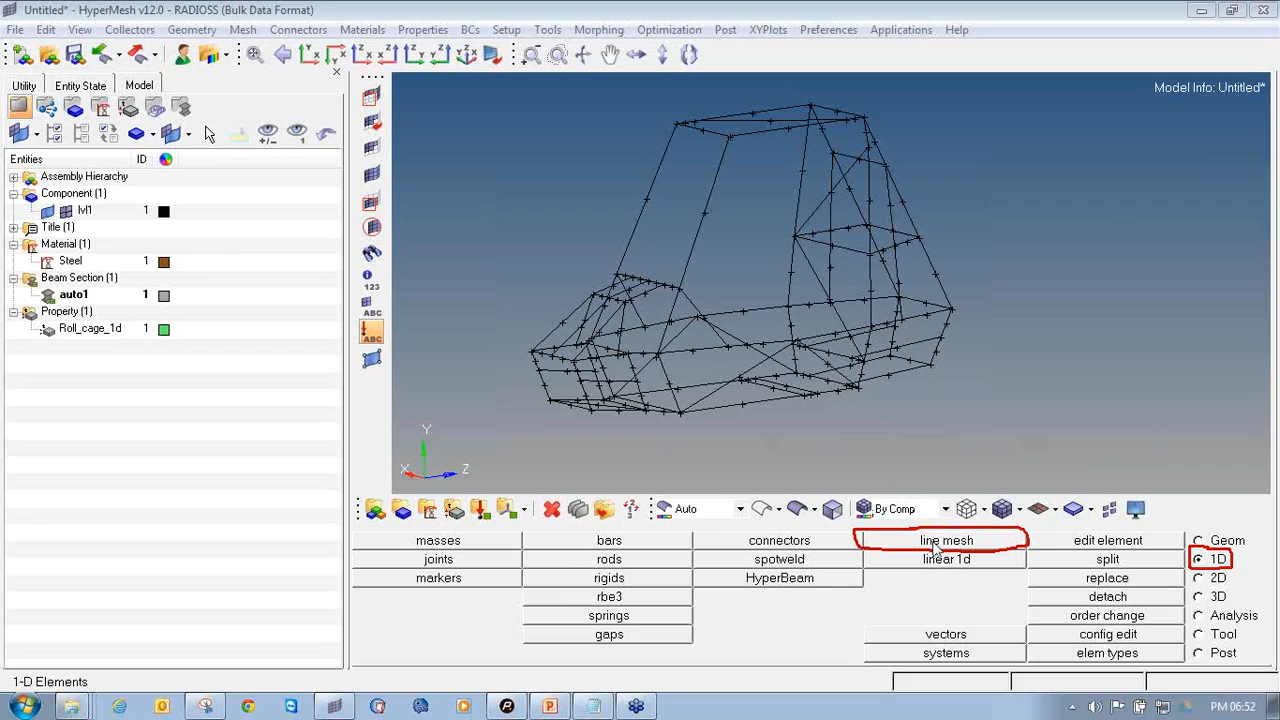 Untitled* - HyperMesh v12.0 - RADIOSS (Bulk Data Format)
File Edit View Collectors Geometry Mesh Connectors Materials Properties BCs Setup Tools Morphing Optimization Post XYPlots Preferences Applications Help
Utility Entity State Model
Model Info: Untitled*
Entities ID
Assembly Hierarchy
Component (1)
lvl1 1
Title (1)
Material (1)
Steel 1
Beam Section (1)
auto1 1
Property (1)
Roll_cage_1d 1
123
ABC
ABC
Y
X Z
Auto By Comp
masses bars connectors line mesh edit element Geom
joints rods spotweld linear 1d split 1D
markers rigids HyperBeam replace 2D
rbe3 detach 3D
springs order change Analysis
gaps vectors config edit Tool
systems elem types Post
1-D Elements
PM 06:52